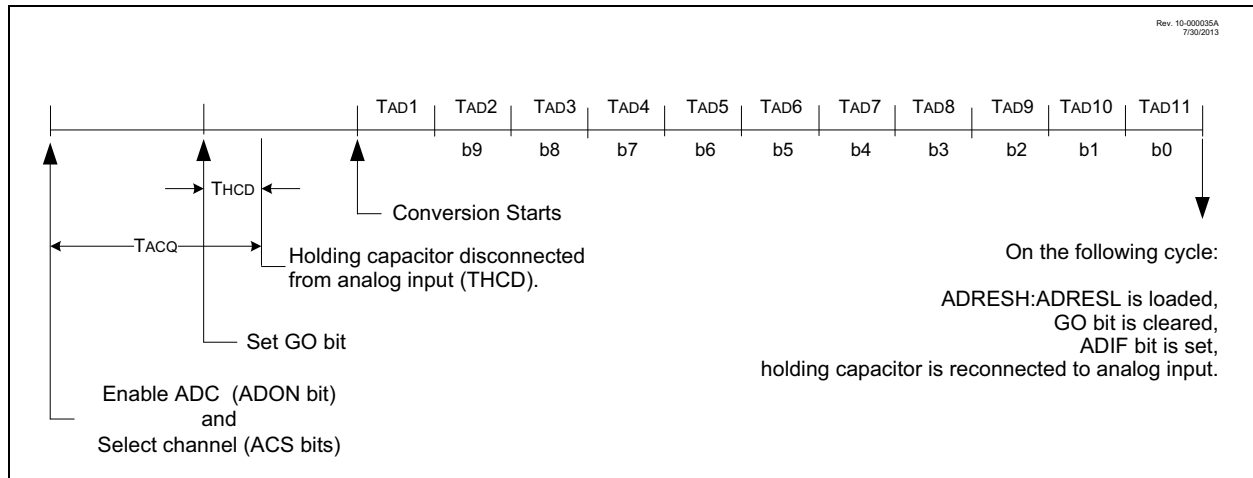 Rev. 10-000035A
7/30/2013
TAD1 TAD2 TAD3 TAD4 TAD5 TAD6 TAD7 TAD8 TAD9 TAD10 TAD11
b9 b8 b7 b6 b5 b4 b3 b2 b1 b0
THCD
Conversion Starts
TACQ
Holding capacitor disconnected
from analog input (THCD).
Set GO bit
Enable ADC (ADON bit)
and
Select channel (ACS bits)
On the following cycle:
ADRESH:ADRESL is loaded,
GO bit is cleared,
ADIF bit is set,
holding capacitor is reconnected to analog input.